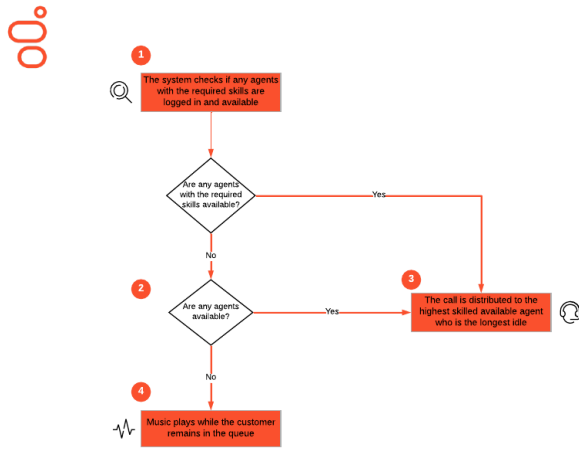 1
The system checks if any agents
with the required skills are
logged in and available
Are any agents
with the required
skills available?
Yes
No
2
Are any agents
available?
Yes
3
The call is distributed to the
highest skilled available agent
who is the longest idle
No
4
Music plays while the customer
remains in the queue